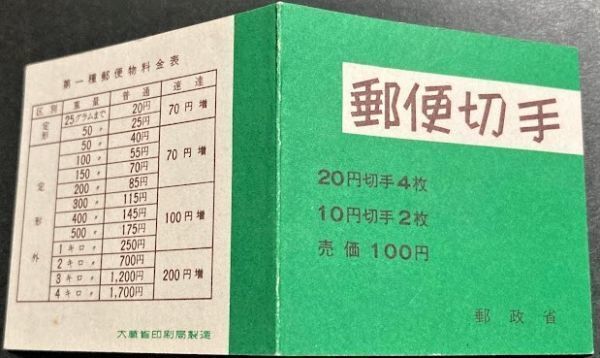 第一種郵便物料金表
区別 重量 普通 速達
定形 25グラムまで 20円 70円増
50〃 25円
定形外 50〃 40円 70円増
100〃 55円
150〃 70円
200〃 85円
300〃 115円 100円増
400〃 145円
500〃 175円
1キロ〃 250円
2キロ〃 700円 200円増
3キロ〃 1,200円
4キロ〃 1,700円
大蔵省印刷局製造
郵便切手
20円切手4枚
10円切手2枚
売価100円
郵政省